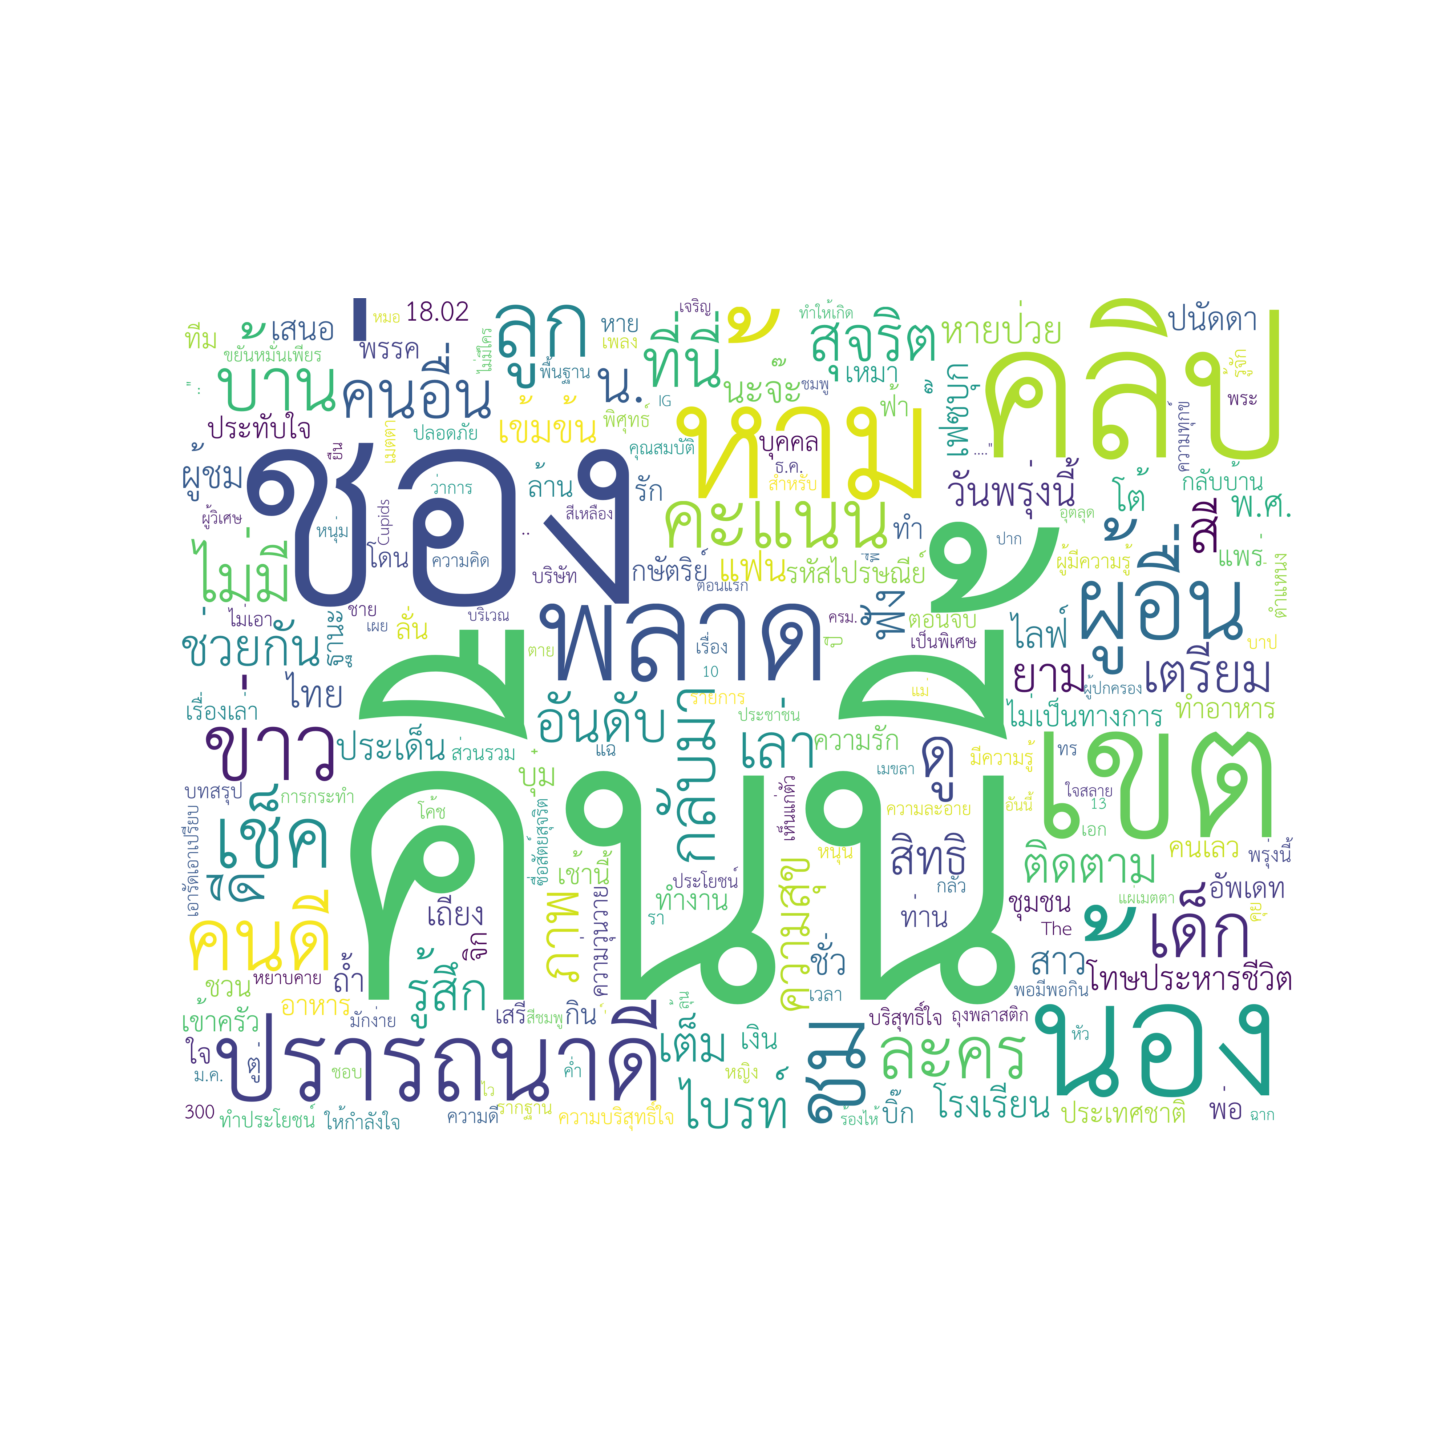 คืนนี้
ช่อง
คลิป
ห้าม
พลาด
เขต
น้อง
ปรารถนาดี
ผู้อื่น
ข่าว
ลูก
คะแนน
คนดี
เด็ก
ที่นี่
สุจริต
หายป่วย
ปนัดดา
18.02
หมอ
เจริญ
ทำให้เกิด
ทีม
เสนอ
ขยันหมั่นเพียร
พรรค
ไม่มีใคร
หาย
เพลง
พื้นฐาน
บ้าน
คนอื่น
น.
นะจ๊ะ
ชมพู
เหมา
เฟซบุก
รู้จัก
พระ
IG
พิศุทธ์
ฟ้า
ประทับใจ
เมตตา
ปลอดภัย
เข้มข้น
คุณสมบัติ
บุคคล
ธ.ค.
สำหรับ
ความทุกข์
กลับบ้าน
ผู้ชม
ยืน
ว่าการ
ล้าน
รัก
วันพรุ่งนี้
โต้
พ.ศ.
อุตลุด
ผู้วิเศษ
หนุ่ม
Cupids
สีเหลือง
ทำ
ปาก
สี
แพร่
ไม่มี
โดน
ความคิด
บริษัท
กษัตริย์
แฟน
ตอนแรก
รหัสไปรษณีย์
ผู้มีความรู้
ตำแหน่ง
ไม่เอา
ชาย
เผย
ลั่น
บริเวณ
ครม.
ฟัง
ตอนจบ
เป็นพิเศษ
ไลฟ์
ช่วยกัน
ฐานะ
ตาย
เรื่อง
10
ปี
ยาม
เตรียม
บาป
ผู้ปกครอง
เรื่องเล่า
ไทย
อันดับ
กลับมา
รายการ
ประชาชน
แม่
ไม่เป็นทางการ
ทำอาหาร
ประเด็น
ส่วนรวม
แฉ
เล่า
ความรัก
ดู
มีความรู้
ทร
บทสรุป
การกระทำ
บุ๋ม
เมขลา
ใจสลาย
13
เช็ค
โค้ช
ซื่อสัตย์สุจริต
เห็นแก่ตัว
ความละอาย
อันนี้
เอก
เอารัดเอาเปรียบ
เช้านี้
หนุน
สิทธิ
ติดตาม
คนเลว
พรุ่งนี้
ประโยชน์
กลัว
อัพเดท
เถียง
ภาพ
ความวุ่นวาย
ทำงาน
รา
ความสุข
ท่าน
ชุมชน
แผ่เมตตา
คุย
The
จิก
หยาบคาย
ถ้ำ
รู้สึก
ชั่ว
สาว
โทษประหารชีวิต
ชวน
อาหาร
เวลา
พอมีพอกิน
เข้าครัว
มักง่าย
เสรี
สีชมพู
กิน
ลุ้น
บริสุทธิ์ใจ
ถุงพลาสติก
หัว
ใจ
ตู่
เต็ม
เงิน
ชม
ละคร
ม.ค.
ชอบ
ค่ำ
หญิง
ไว
300
ทำประโยชน์
ให้กำลังใจ
ความดี
รากฐาน
ความบริสุทธิ์ใจ
ไบรท์
ร้องไห้
บิ๊ก
โรงเรียน
ประเทศชาติ
พ่อ
ฉาก